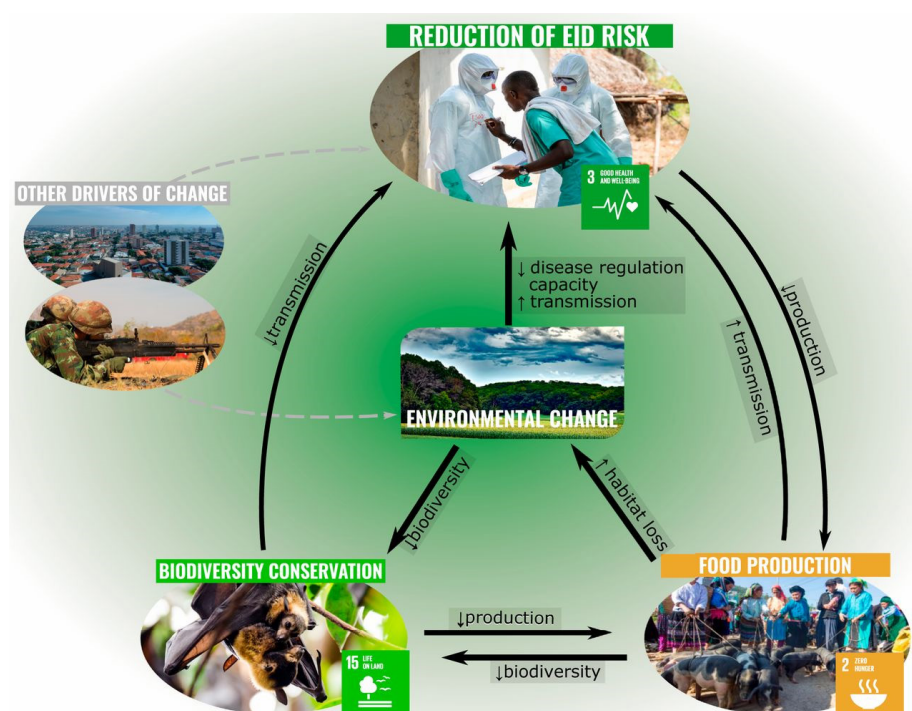 REDUCTION OF EID RISK
3 GOOD HEALTH
AND WELL-BEING
OTHER DRIVERS OF CHANGE
↓transmission
↓ disease regulation
capacity
↑ transmission
↓production
↑ transmission
ENVIRONMENTAL CHANGE
↓biodiversity
↑ habitat loss
BIODIVERSITY CONSERVATION
FOOD PRODUCTION
↓production
↓biodiversity
15 LIFE
ON LAND
2 ZERO
HUNGER